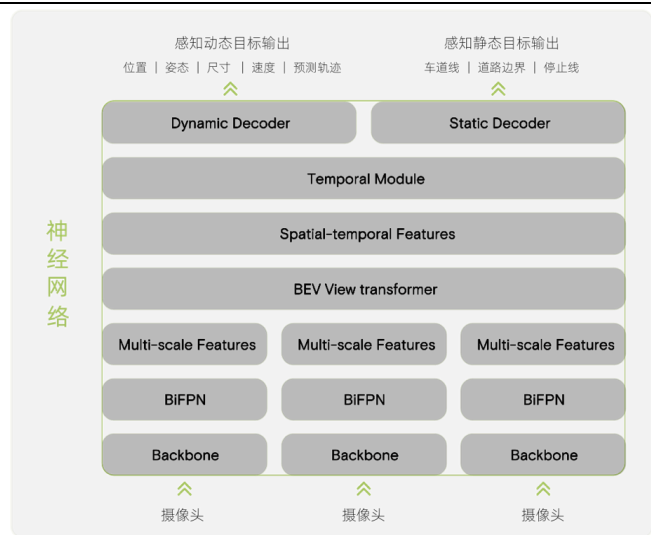 感知动态目标输出 感知静态目标输出
位置 | 姿态 | 尺寸 | 速度 | 预测轨迹 车道线 | 道路边界 | 停止线
Dynamic Decoder Static Decoder
Temporal Module
Spatial-temporal Features
BEV View transformer
Multi-scale Features Multi-scale Features Multi-scale Features
BiFPN BiFPN BiFPN
Backbone Backbone Backbone
摄像头 摄像头 摄像头
神经网络